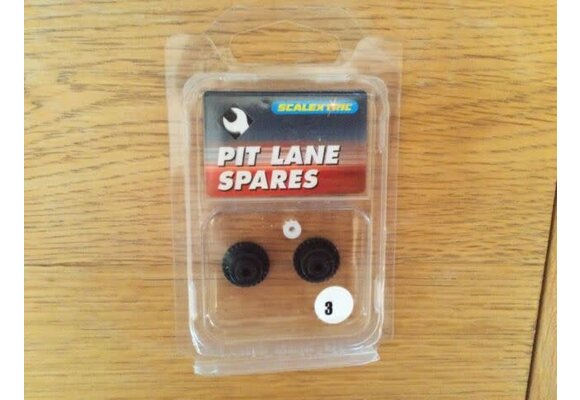 SCALEXTRIC
PIT LANE
SPARES
3